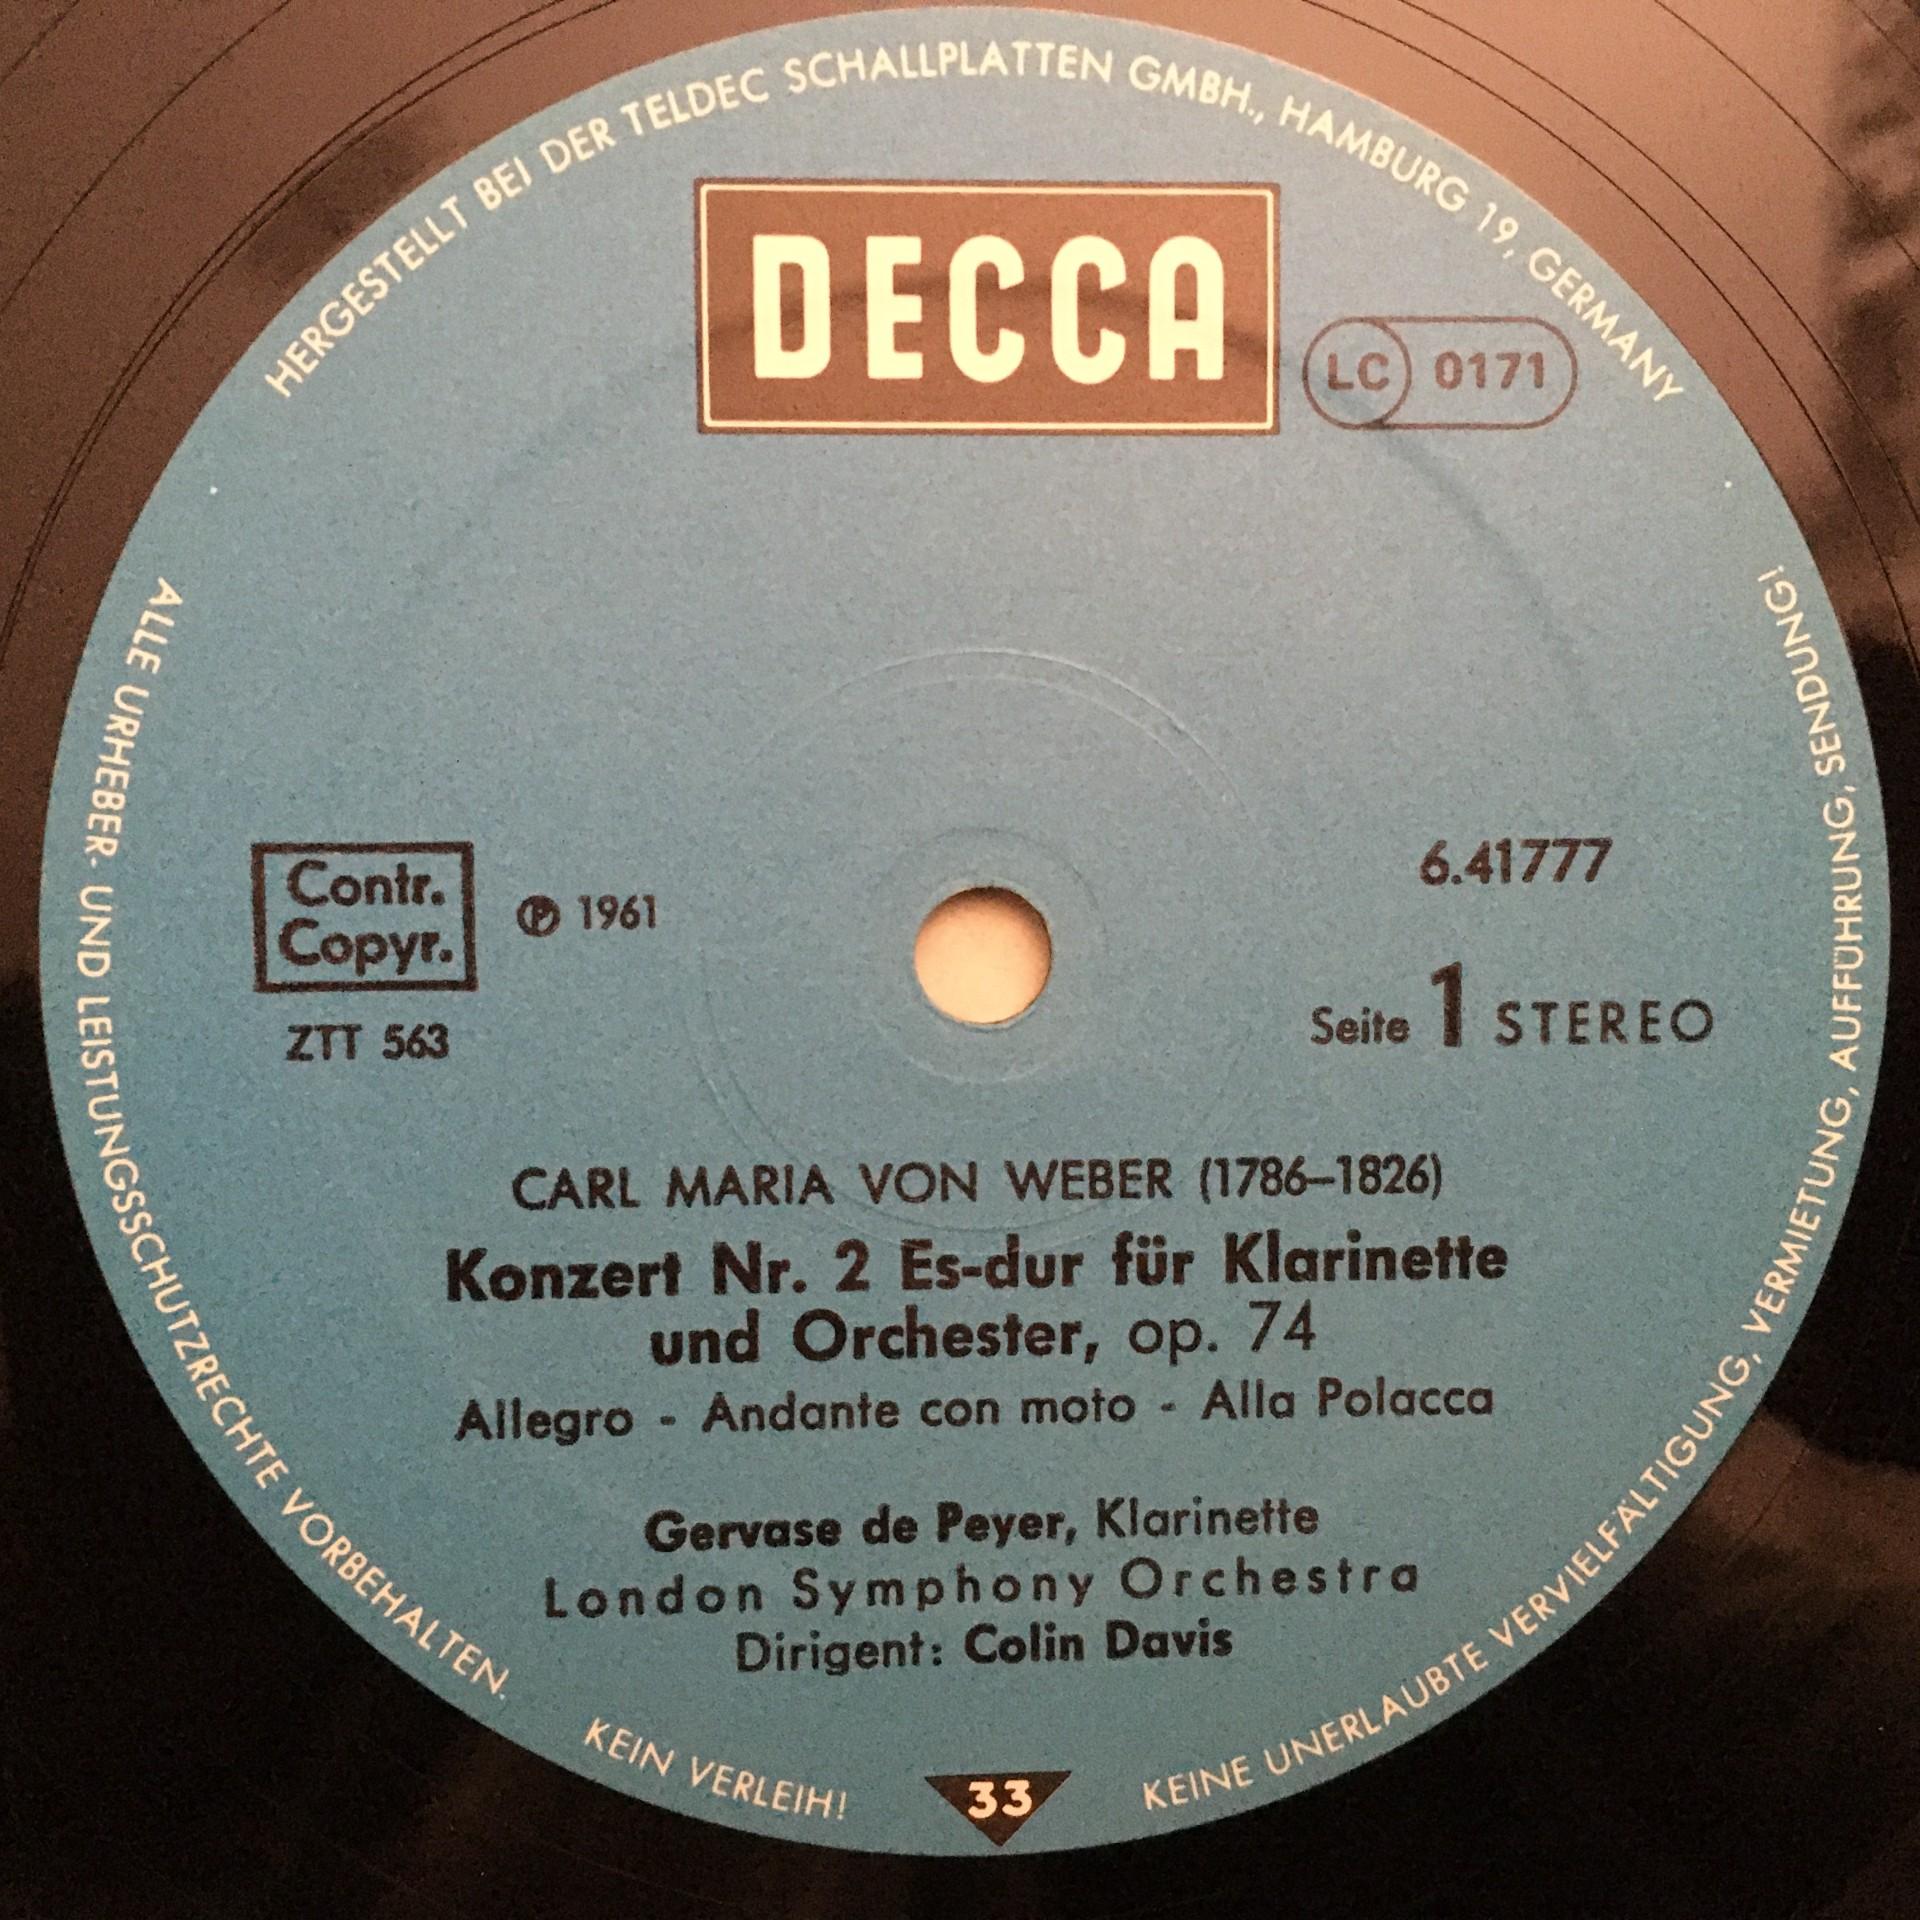 HERGESTELLT BEI DER TELDEC SCHALLPLATTEN GMBH., HAMBURG 19, GERMANY
DECCA
LC 0171
Contr.
Copyr.
Ⓟ 1961
ZTT 563
6.41777
Seite 1 STEREO
CARL MARIA VON WEBER (1786–1826)
Konzert Nr. 2 Es-dur für Klarinette
und Orchester, op. 74
Allegro - Andante con moto - Alla Polacca
Gervase de Peyer, Klarinette
London Symphony Orchestra
Dirigent: Colin Davis
ALLE URHEBER- UND LEISTUNGSSCHUTZRECHTE VORBEHALTEN.
KEIN VERLEIH!
33
KEINE UNERLAUBTE VERVIELFÄLTIGUNG, VERMIETUNG, AUFFÜHRUNG, SENDUNG!